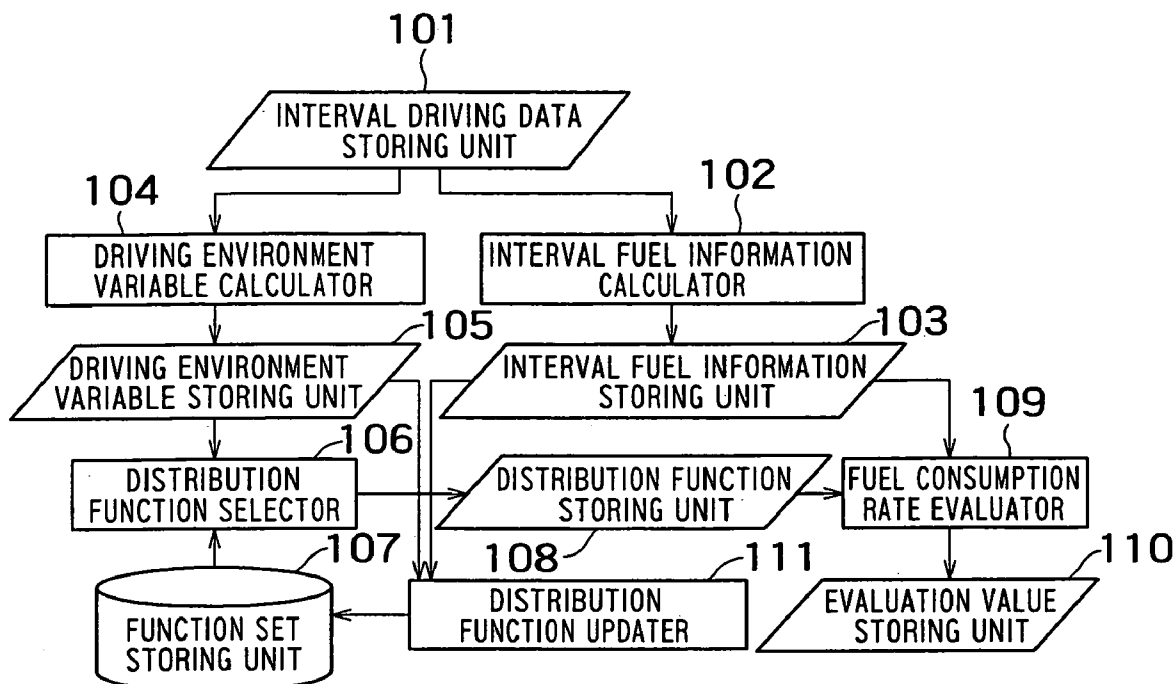 101
INTERVAL DRIVING DATA
STORING UNIT
104
102
DRIVING ENVIRONMENT
VARIABLE CALCULATOR
INTERVAL FUEL INFORMATION
CALCULATOR
105
103
DRIVING ENVIRONMENT
VARIABLE STORING UNIT
INTERVAL FUEL INFORMATION
STORING UNIT
106
109
DISTRIBUTION
FUNCTION SELECTOR
DISTRIBUTION FUNCTION
STORING UNIT
FUEL CONSUMPTION
RATE EVALUATOR
107
108
111
110
FUNCTION SET
STORING UNIT
DISTRIBUTION
FUNCTION UPDATER
EVALUATION VALUE
STORING UNIT